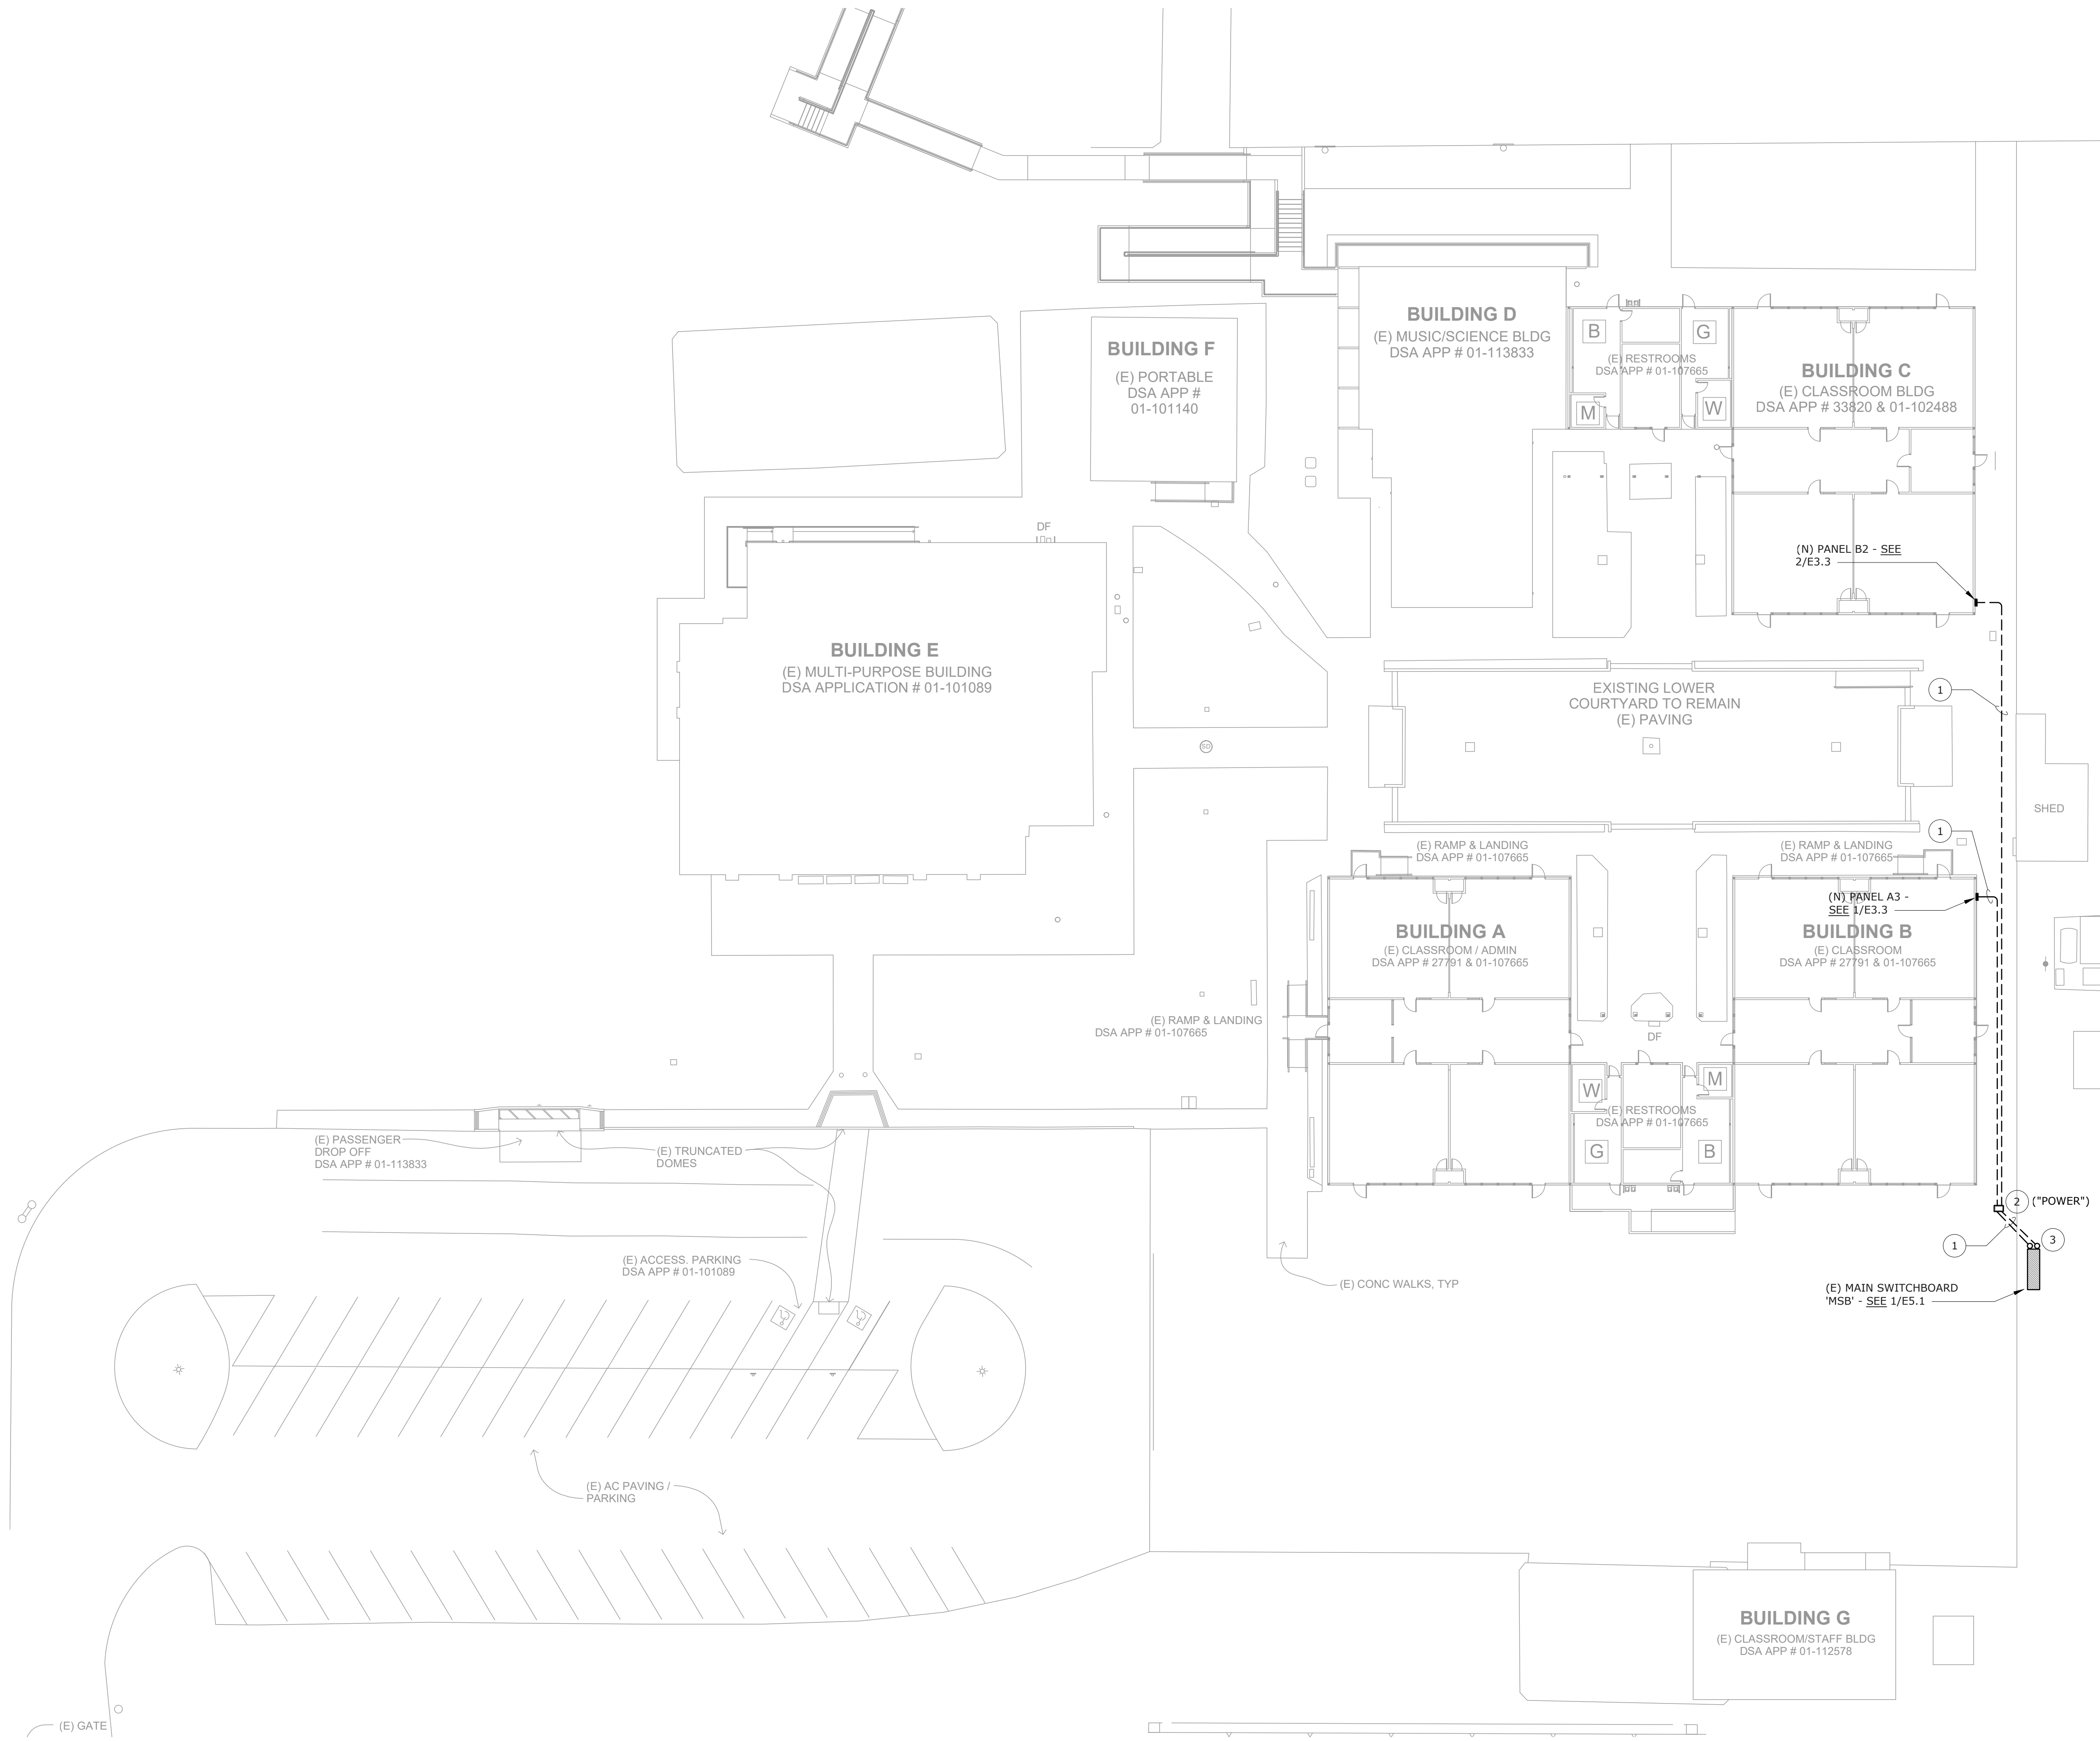 BUILDING D
(E) MUSIC/SCIENCE BLDG
DSA APP # 01-113833
BUILDING F
(E) PORTABLE
DSA APP #
01-101140
B
G
(E) RESTROOMS
DSA APP # 01-107665
M
W
BUILDING C
(E) CLASSROOM BLDG
DSA APP # 33820 & 01-102488
DF
(N) PANEL B2 - SEE
2/E3.3
BUILDING E
(E) MULTI-PURPOSE BUILDING
DSA APPLICATION # 01-101089
EXISTING LOWER
COURTYARD TO REMAIN
(E) PAVING
1
SD
SHED
1
(E) RAMP & LANDING
DSA APP # 01-107665
(E) RAMP & LANDING
DSA APP # 01-107665
(N) PANEL A3 -
SEE 1/E3.3
BUILDING A
(E) CLASSROOM / ADMIN
DSA APP # 27791 & 01-107665
BUILDING B
(E) CLASSROOM
DSA APP # 27791 & 01-107665
(E) RAMP & LANDING
DSA APP # 01-107665
DF
W
M
(E) RESTROOMS
DSA APP # 01-107665
G
B
(E) PASSENGER
DROP OFF
DSA APP # 01-113833
(E) TRUNCATED
DOMES
2 ("POWER")
1
3
(E) ACCESS. PARKING
DSA APP # 01-101089
(E) CONC WALKS, TYP
(E) MAIN SWITCHBOARD
'MSB' - SEE 1/E5.1
(E) AC PAVING /
PARKING
BUILDING G
(E) CLASSROOM/STAFF BLDG
DSA APP # 01-112578
(E) GATE